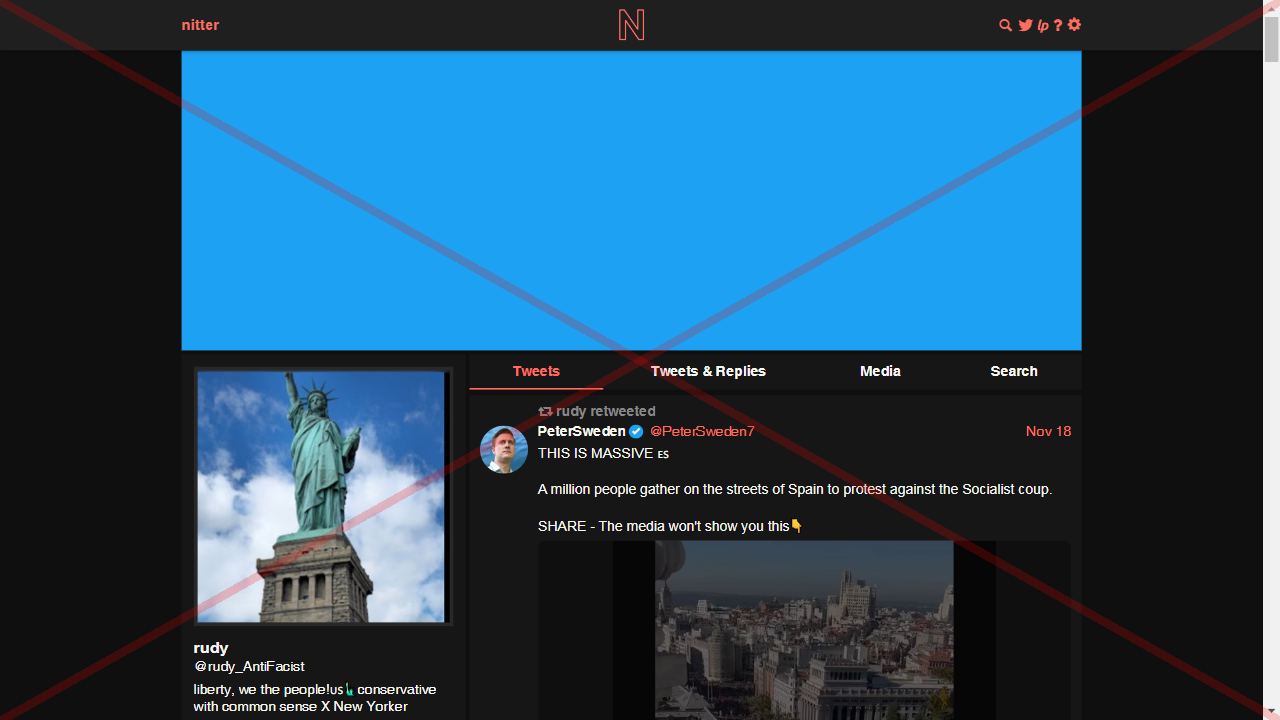 nitter
N
lp ?
Tweets Tweets & Replies Media Search
rudy retweeted
PeterSweden @PeterSweden7 Nov 18
THIS IS MASSIVE ES
A million people gather on the streets of Spain to protest against the Socialist coup.
SHARE - The media won't show you this👇
rudy
@rudy_AntiFacist
liberty, we the people!us🗽conservative
with common sense X New Yorker